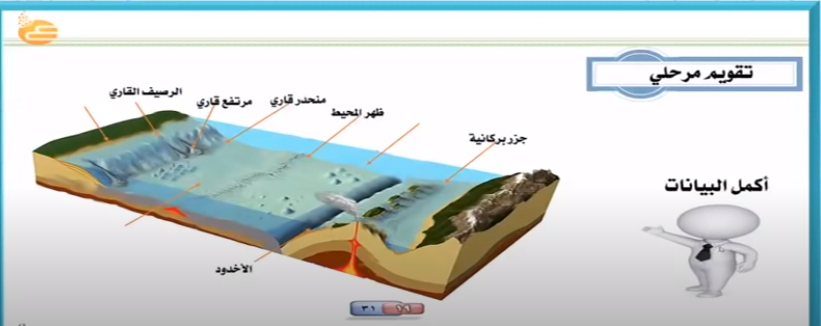 تقويم مرحلي
الرصيف القاري
مرتفع قاري
منحدر قاري
ظهر المحيط
جزر بركانية
أكمل البيانات
الأخدود
٣١